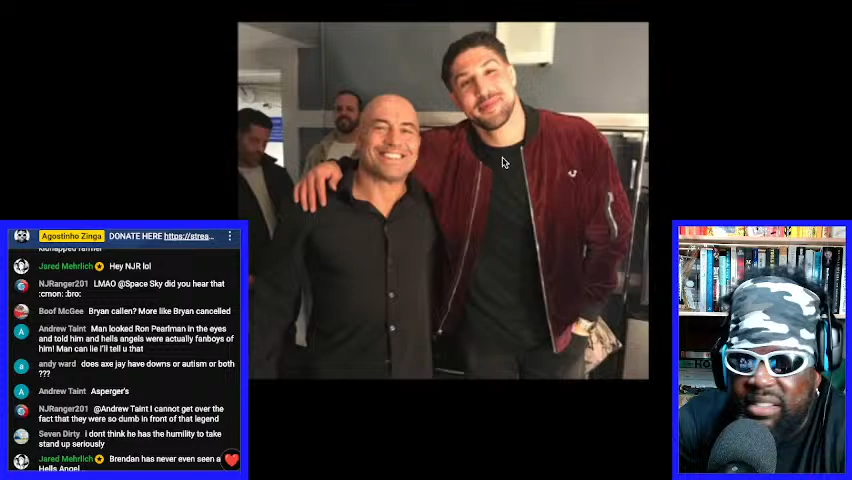 Agostinho Zinga DONATE HERE https://strea...
kidnapped farmer
Jared Mehrlich Hey NJR lol
NJRanger201 LMAO @Space Sky did you hear that
:cmon: :bro:
Boof McGee Bryan callen? More like Bryan cancelled
Andrew Taint Man looked Ron Pearlman in the eyes
and told him and hells angels were actually fanboys of
him! Man can lie I'll tell u that
andy ward does axe jay have downs or autism or both
???
Andrew Taint Asperger's
NJRanger201 @Andrew Taint I cannot get over the
fact that they were so dumb in front of that legend
Seven Dirty i dont think he has the humility to take
stand up seriously
Jared Mehrlich Brendan has never even seen a
Hells Angel..